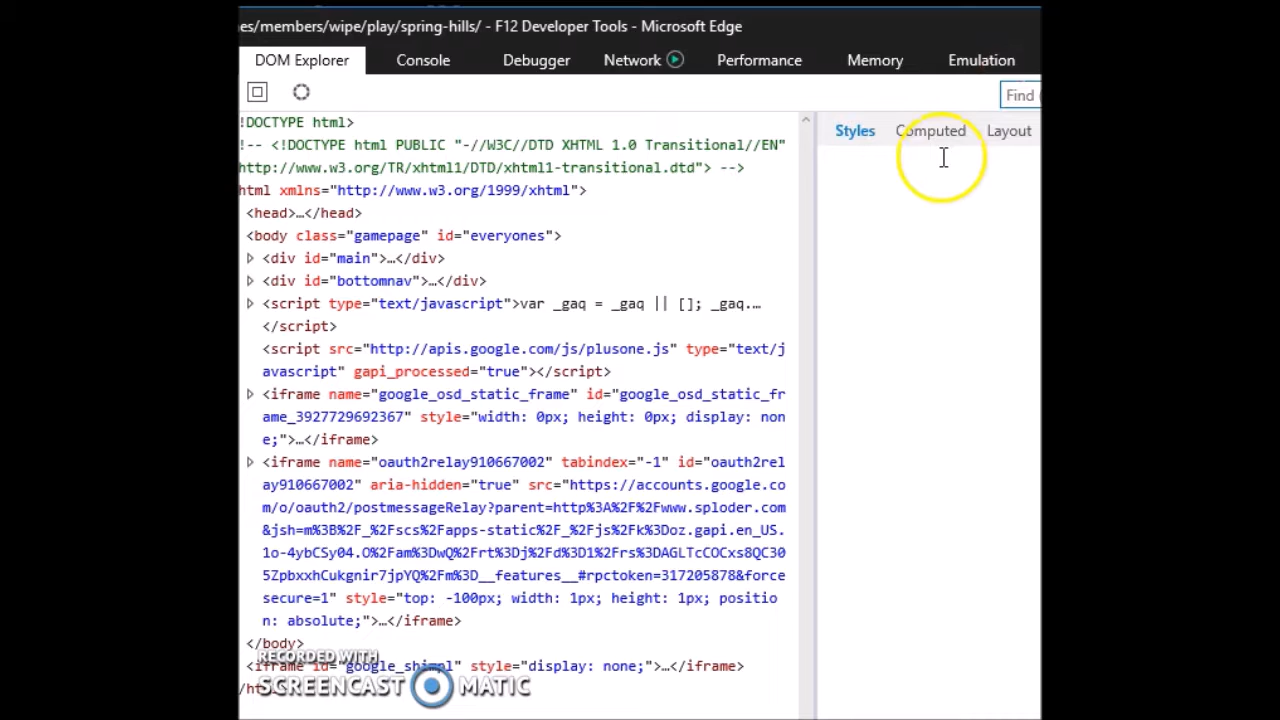 es/members/wipe/play/spring-hills/ - F12 Developer Tools - Microsoft Edge
DOM Explorer Console Debugger Network Performance Memory Emulation
Find (
Styles Computed Layout
!DOCTYPE html>
!-- <!DOCTYPE html PUBLIC "-//W3C//DTD XHTML 1.0 Transitional//EN"
http://www.w3.org/TR/xhtml1/DTD/xhtml1-transitional.dtd"> -->
html xmlns="http://www.w3.org/1999/xhtml">
<head>…</head>
<body class="gamepage" id="everyones">
<div id="main">…</div>
<div id="bottomnav">…</div>
<script type="text/javascript">var _gaq = _gaq || []; _gaq.…
</script>
<script src="http://apis.google.com/js/plusone.js" type="text/j
avascript" gapi_processed="true"></script>
<iframe name="google_osd_static_frame" id="google_osd_static_fr
ame_3927729692367" style="width: 0px; height: 0px; display: non
e;">…</iframe>
<iframe name="oauth2relay910667002" tabindex="-1" id="oauth2rel
ay910667002" aria-hidden="true" src="https://accounts.google.co
m/o/oauth2/postmessageRelay?parent=http%3A%2F%2Fwww.sploder.com
&jsh=m%3B%2F_%2Fscs%2Fapps-static%2F_%2Fjs%2Fk%3Doz.gapi.en_US.
1o-4ybCSy04.O%2Fam%3DwQ%2Frt%3Dj%2Fd%3D1%2Frs%3DAGLTcCOCxs8QC30
5ZpbxxhCukgnir7jpYQ%2Fm%3D__features__#rpctoken=317205878&force
secure=1" style="top: -100px; width: 1px; height: 1px; positio
n: absolute;">…</iframe>
</body>
<iframe id="google_shimpl" style="display: none;">…</iframe>
/ht
RECORDED WITH
SCREENCAST MATIC